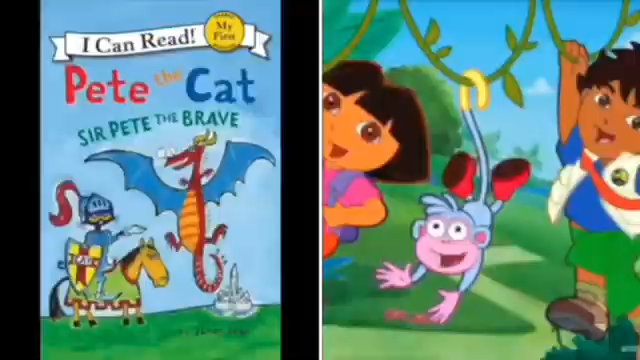 I Can Read!
My
First
Pete the Cat
SIR PETE THE BRAVE